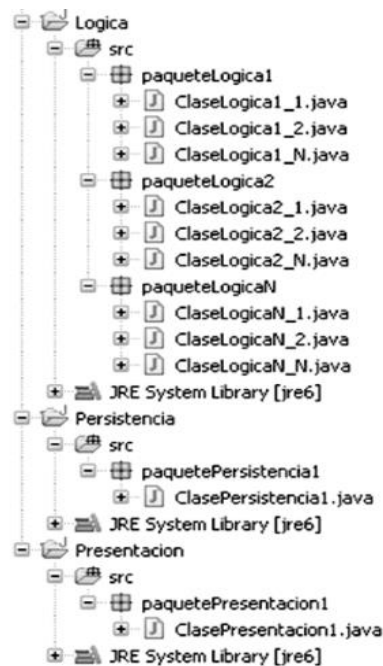 Logica
src
paqueteLogica1
ClaseLogica1_1.java
ClaseLogica1_2.java
ClaseLogica1_N.java
paqueteLogica2
ClaseLogica2_1.java
ClaseLogica2_2.java
ClaseLogica2_N.java
paqueteLogicaN
ClaseLogicaN_1.java
ClaseLogicaN_2.java
ClaseLogicaN_N.java
JRE System Library [jre6]
Persistencia
src
paquetePersistencia1
ClasePersistencia1.java
JRE System Library [jre6]
Presentacion
src
paquetePresentacion1
ClasePresentacion1.java
JRE System Library [jre6]